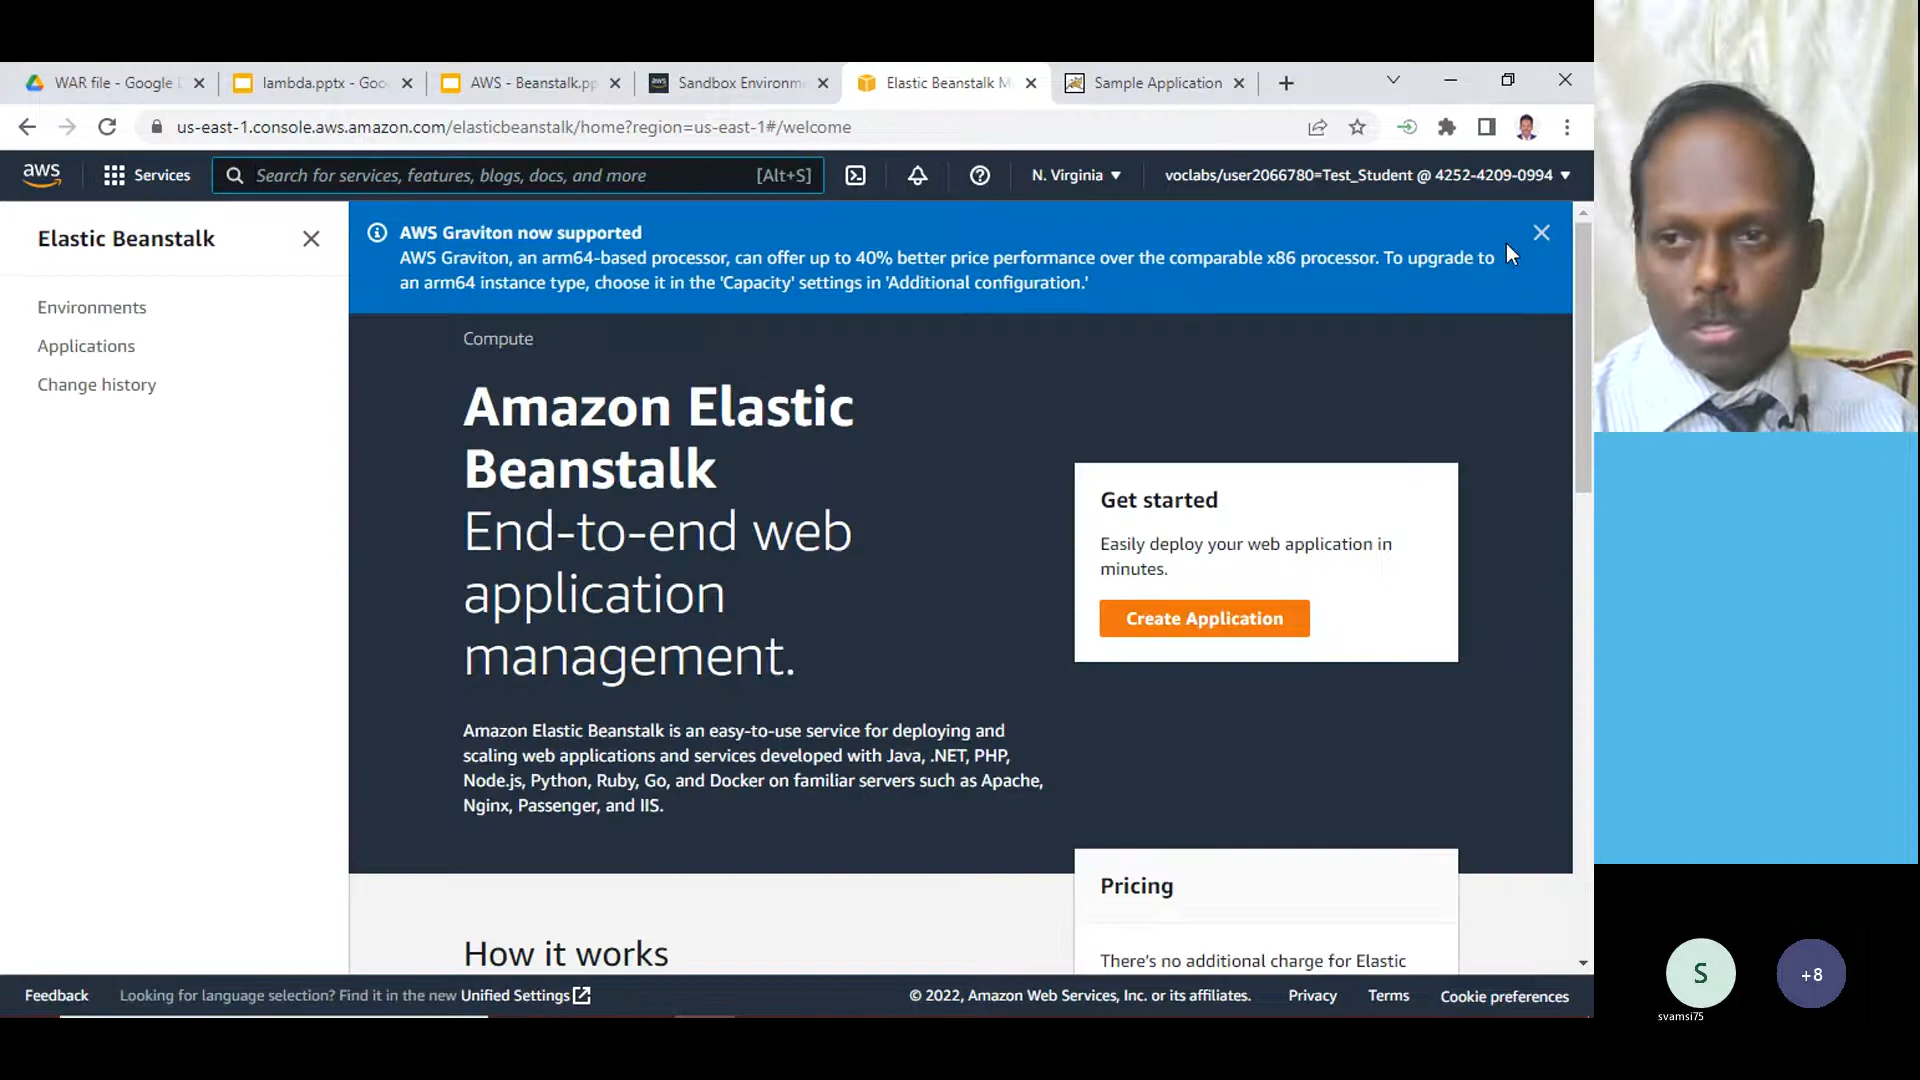 WAR file - Google
lambda.pptx - Goo
AWS - Beanstalk.pp
Sandbox Environme
Elastic Beanstalk M
Sample Application
us-east-1.console.aws.amazon.com/elasticbeanstalk/home?region=us-east-1#/welcome
aws
Services
Search for services, features, blogs, docs, and more
[Alt+S]
N. Virginia
voclabs/user2066780=Test_Student @ 4252-4209-0994
Elastic Beanstalk
Environments
Applications
Change history
AWS Graviton now supported
AWS Graviton, an arm64-based processor, can offer up to 40% better price performance over the comparable x86 processor. To upgrade to
an arm64 instance type, choose it in the 'Capacity' settings in 'Additional configuration.'
Compute
Amazon Elastic
Beanstalk
End-to-end web
application
management.
Amazon Elastic Beanstalk is an easy-to-use service for deploying and
scaling web applications and services developed with Java, .NET, PHP,
Node.js, Python, Ruby, Go, and Docker on familiar servers such as Apache,
Nginx, Passenger, and IIS.
Get started
Easily deploy your web application in
minutes.
Create Application
Pricing
There's no additional charge for Elastic
How it works
Feedback
Looking for language selection? Find it in the new Unified Settings
© 2022, Amazon Web Services, Inc. or its affiliates.
Privacy
Terms
Cookie preferences
S
+8
svamsi75